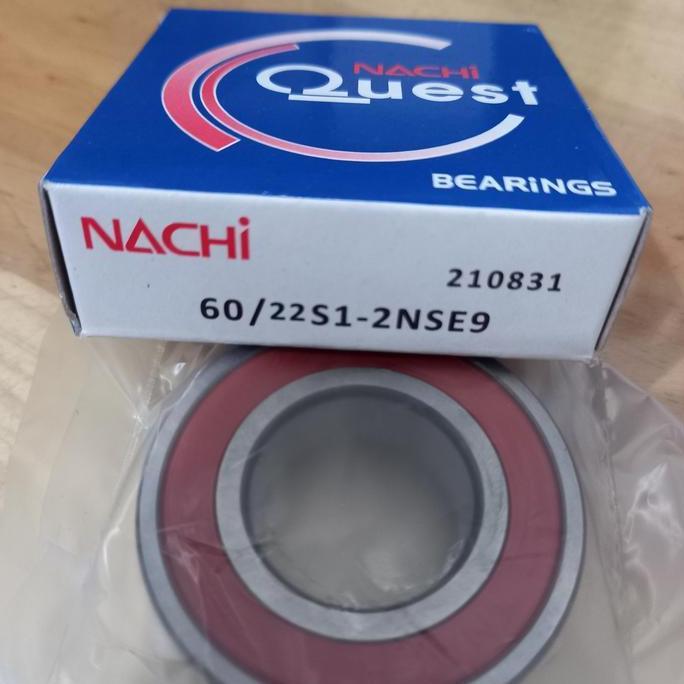 NACHi
Quest
BEARiNGS
NACHi
210831
60/22S1-2NSE9